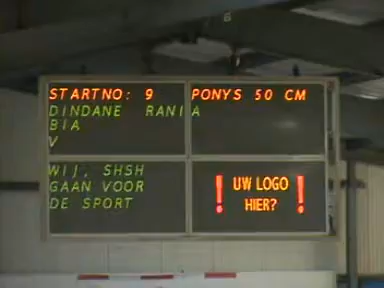 STARTNO: 9 PONYS 50 CM
DINDANE RANIA
BIA
V
WIJ, SHSH
GAAN VOOR
DE SPORT
! UW LOGO !
HIER?